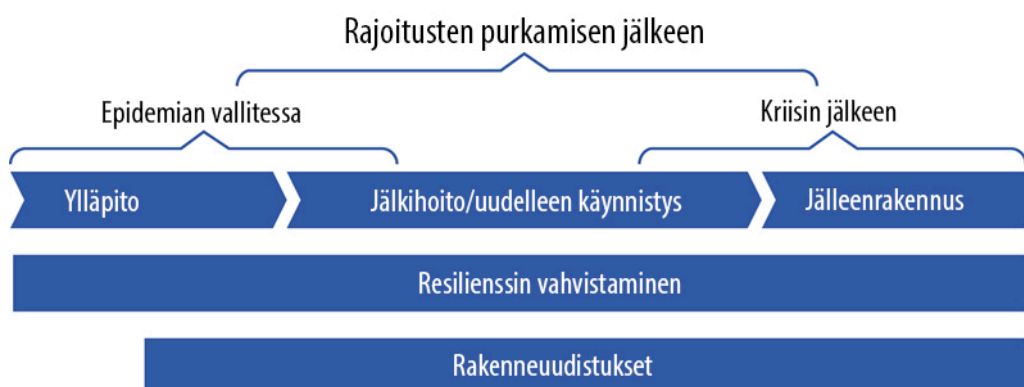 Rajoitusten purkamisen jälkeen
Epidemian vallitessa
Kriisin jälkeen
Ylläpito
Jälkihoito/uudelleen käynnistys
Jälleenrakennus
Resilienssin vahvistaminen
Rakenneuudistukset